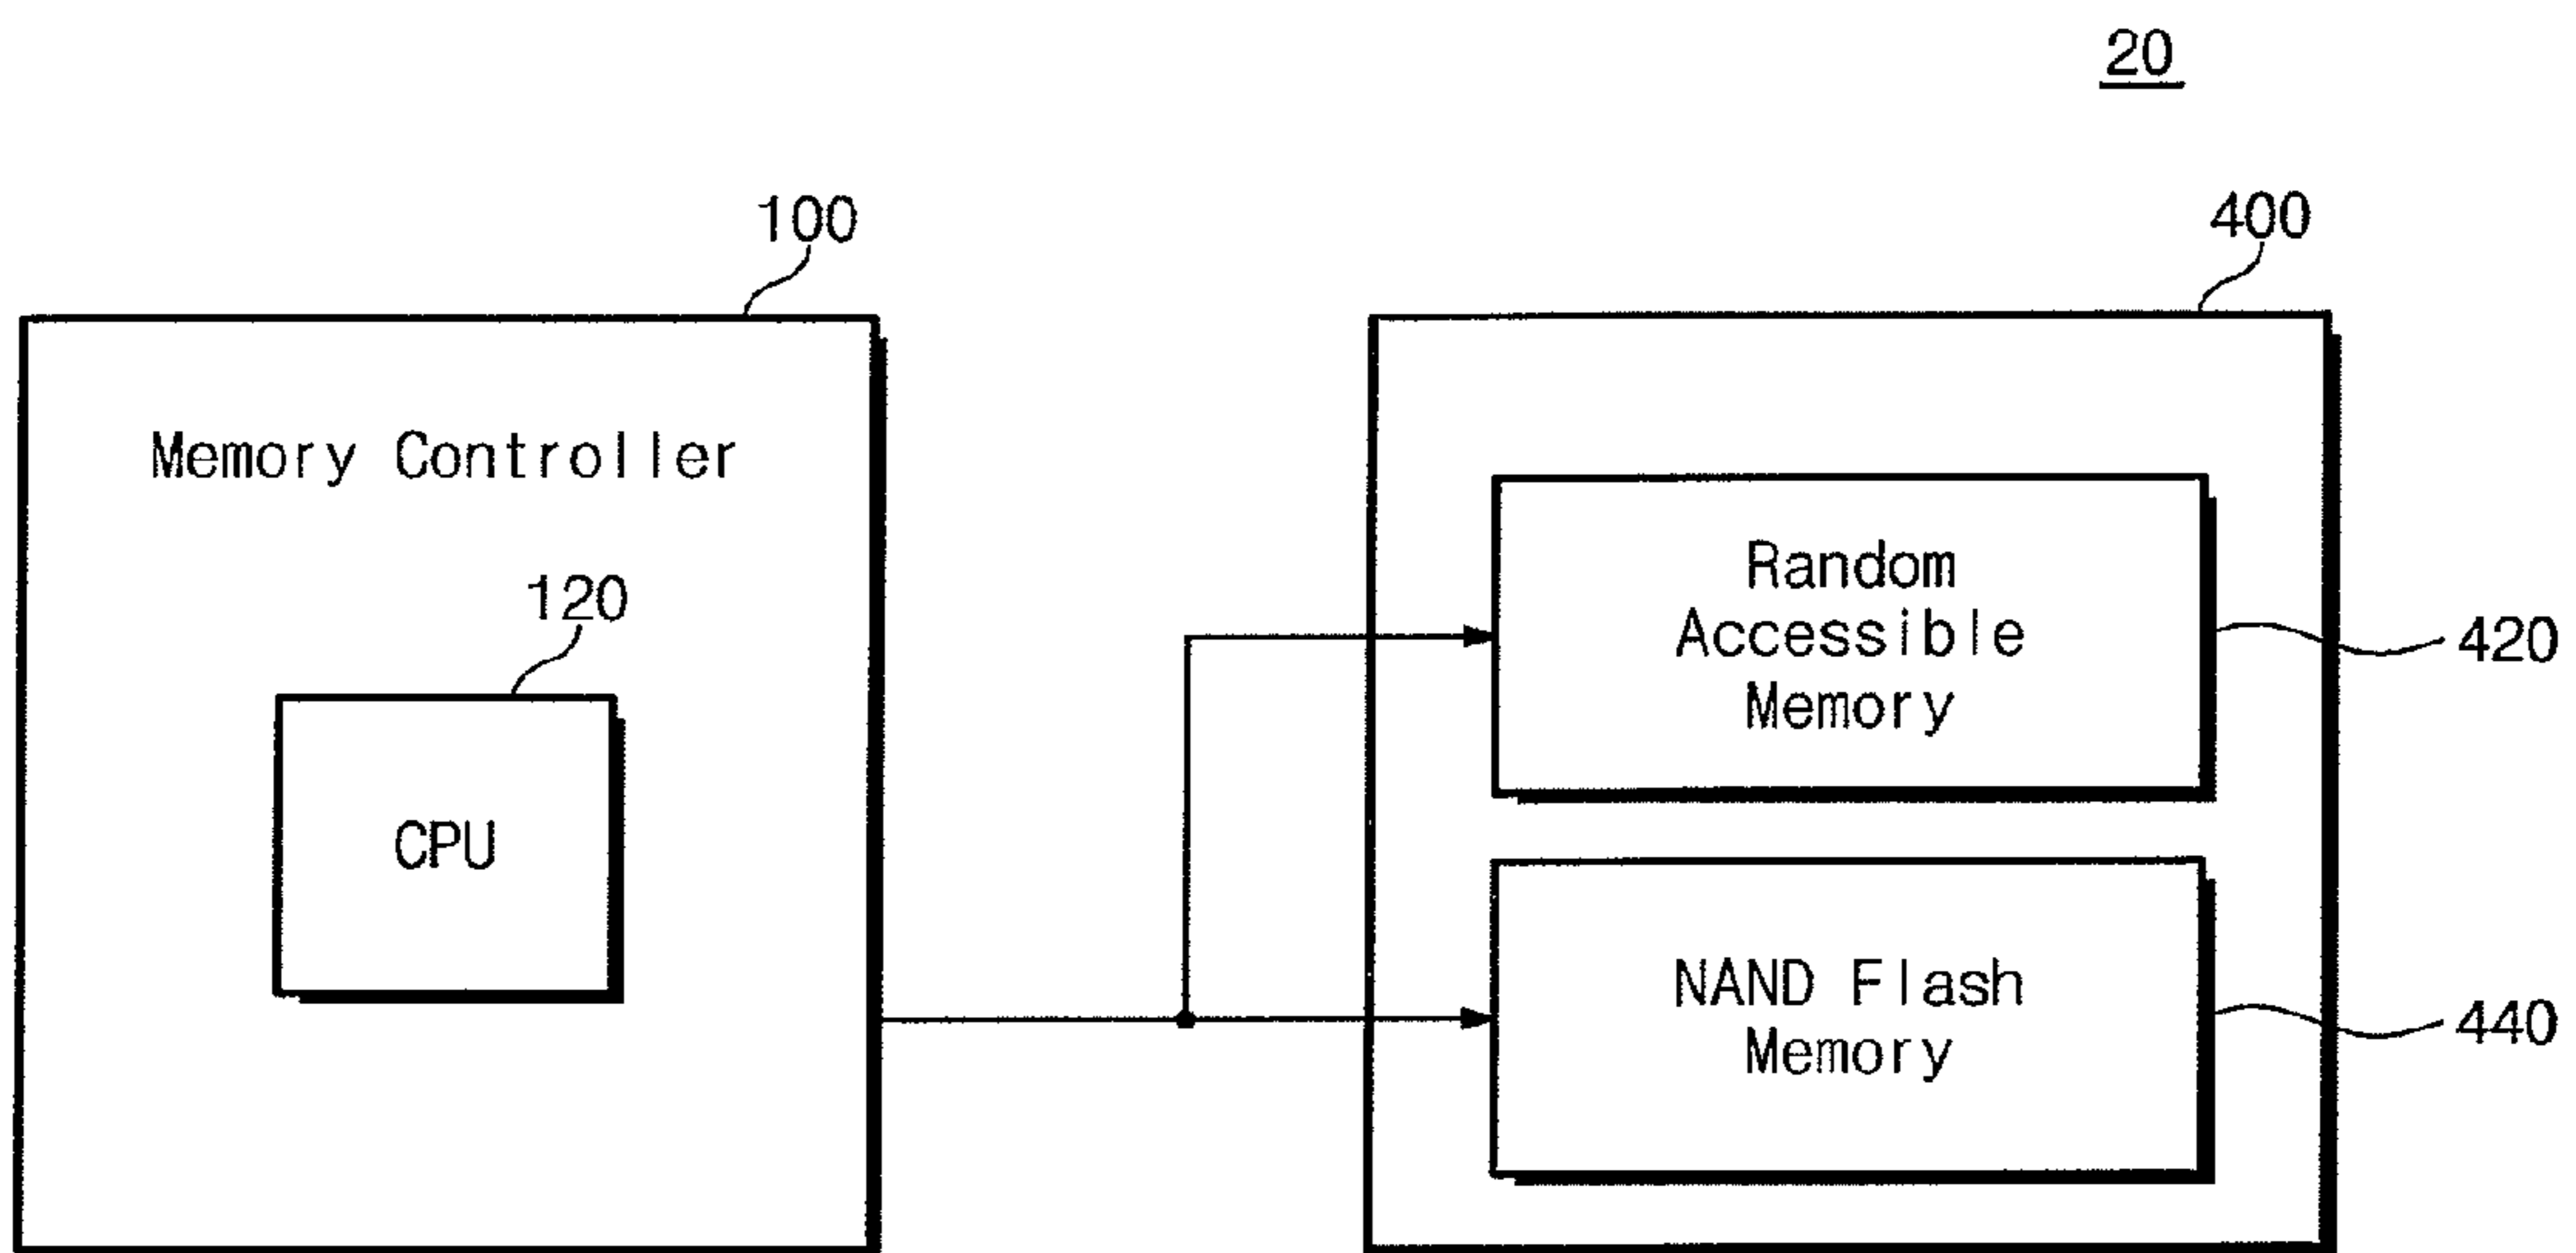 20
100
400
Memory Controller
120
CPU
Random
Accessible
Memory
420
NAND Flash
Memory
440